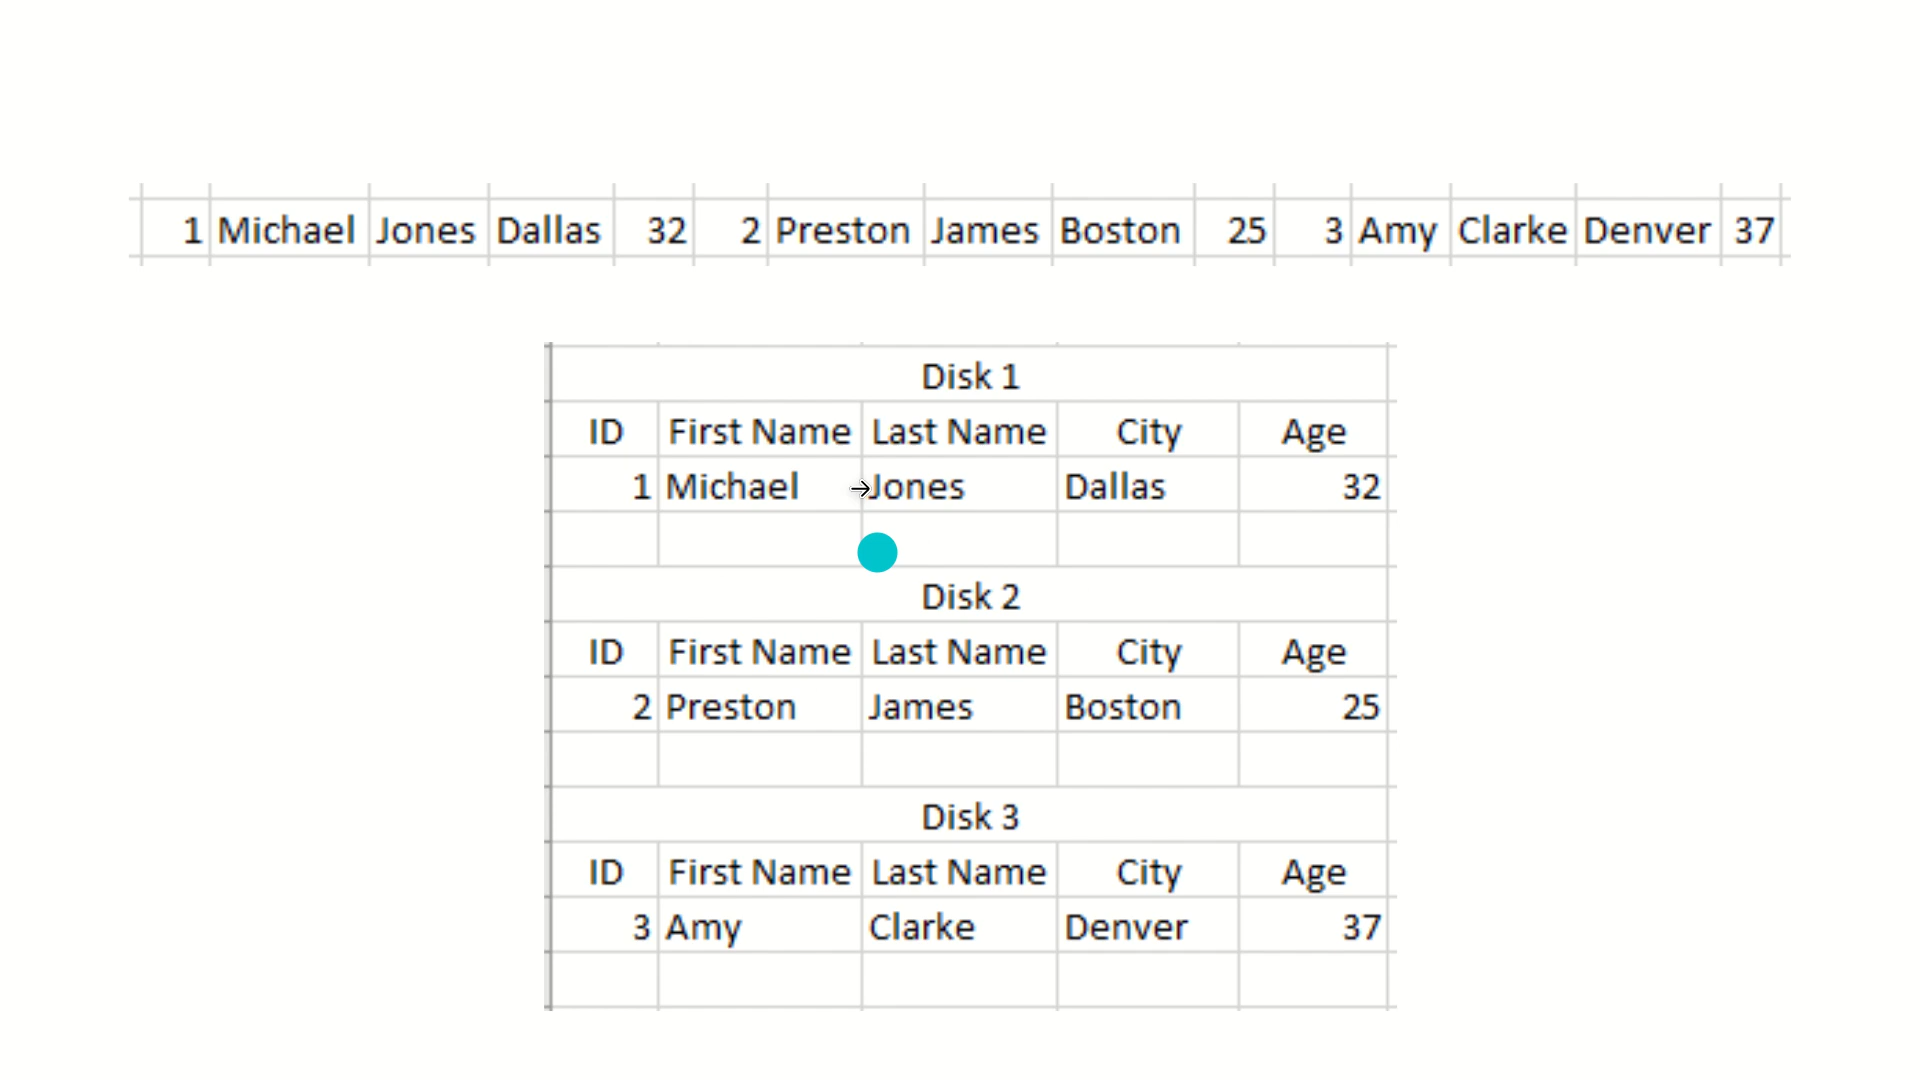 1 Michael Jones Dallas 32 2 Preston James Boston 25 3 Amy Clarke Denver 37
Disk 1
ID First Name Last Name City Age
1 Michael Jones Dallas 32
Disk 2
ID First Name Last Name City Age
2 Preston James Boston 25
Disk 3
ID First Name Last Name City Age
3 Amy Clarke Denver 37